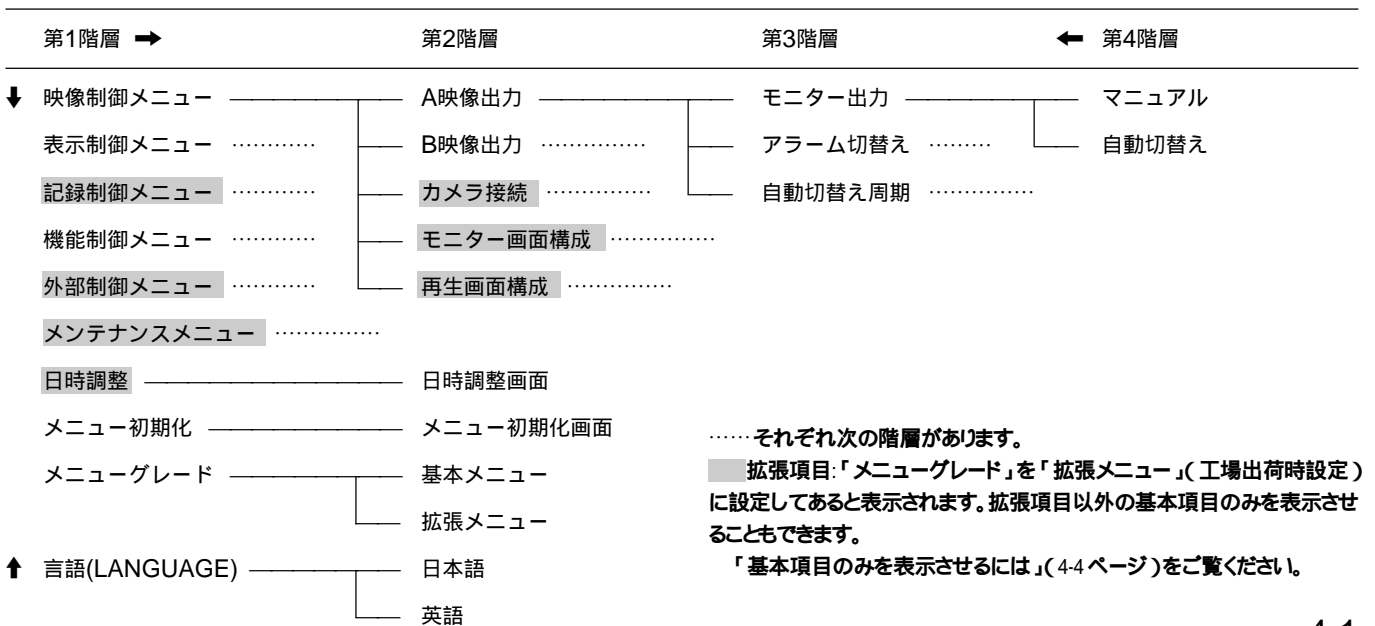 第1階層 ➡ 第2階層 第3階層 ⬅ 第4階層
⬇ 映像制御メニュー A映像出力 モニター出力 マニュアル
表示制御メニュー ………… B映像出力 …………… アラーム切替え ……… 自動切替え
記録制御メニュー ………… カメラ接続 …………… 自動切替え周期 ……………
機能制御メニュー ………… モニター画面構成 ……………
外部制御メニュー ………… 再生画面構成 ……………
メンテナンスメニュー ……………
日時調整 日時調整画面
メニュー初期化 メニュー初期化画面
……それぞれ次の階層があります。
メニューグレード 基本メニュー
拡張項目:「メニューグレード」を「拡張メニュー」(工場出荷時設定)
に設定してあると表示されます。拡張項目以外の基本項目のみを表示させ
拡張メニュー
ることもできます。
⬆ 言語(LANGUAGE) 日本語
「基本項目のみを表示させるには」(4-4ページ)をご覧ください。
英語